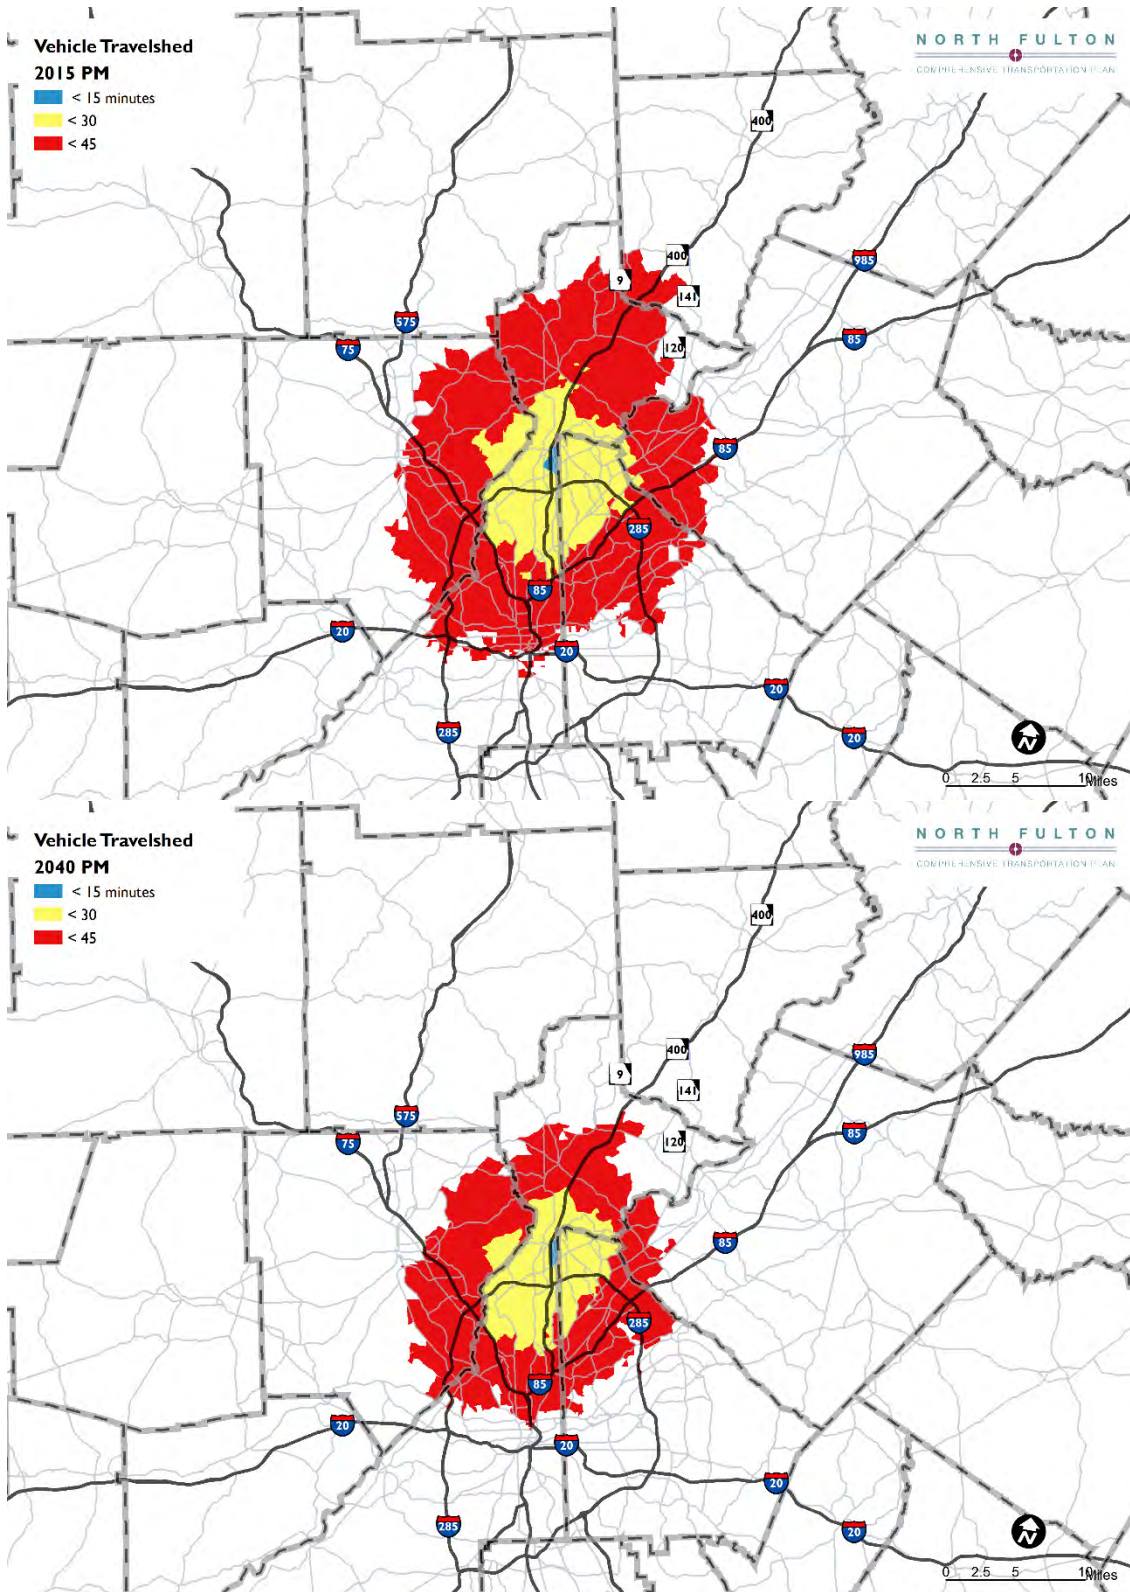 Vehicle Travelshed
2015 PM
< 15 minutes
< 30
< 45
NORTH FULTON
COMPREHENSIVE TRANSPORTATION PLAN
400
985
400
9
141
575
75
120
85
85
285
85
20
20
20
285
20
N
0 2.5 5 10 Miles
Vehicle Travelshed
2040 PM
< 15 minutes
< 30
< 45
NORTH FULTON
COMPREHENSIVE TRANSPORTATION PLAN
400
400
985
9
141
575
75
120
85
85
285
85
20
20
20
285
20
N
0 2.5 5 10 Miles